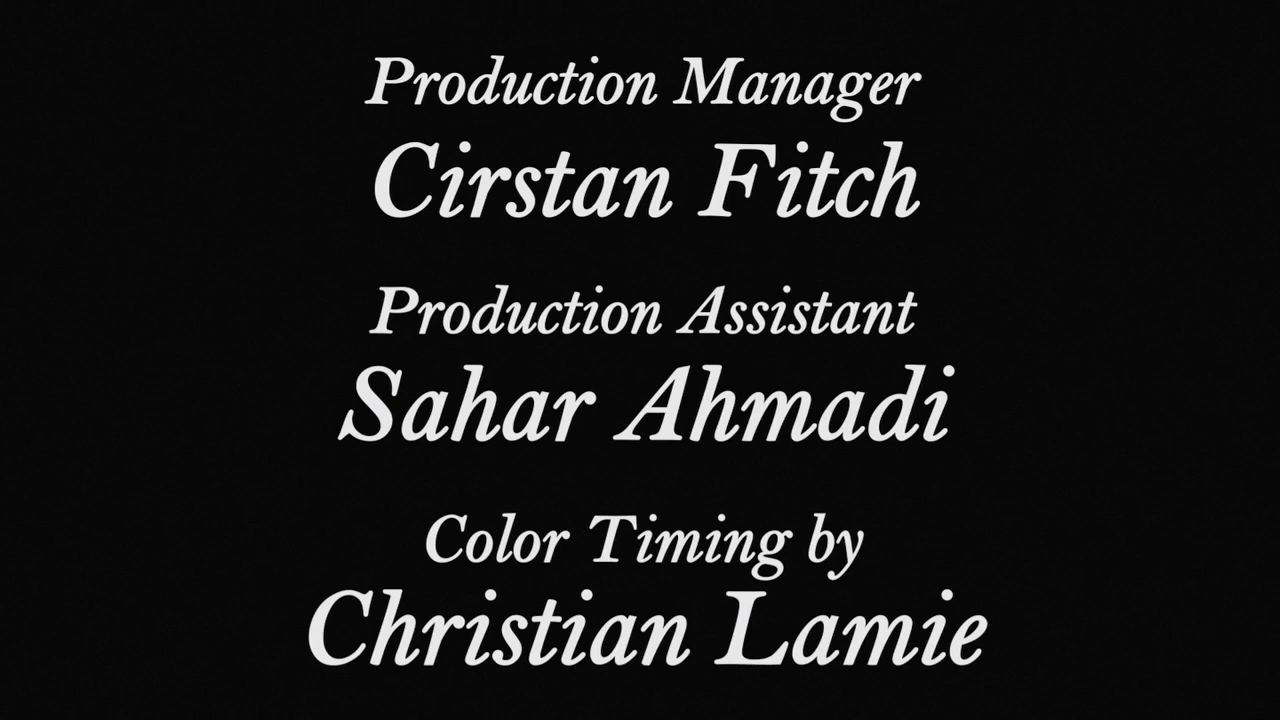 Production Manager
Cirstan Fitch
Production Assistant
Sahar Ahmadi
Color Timing by
Christian Lamie